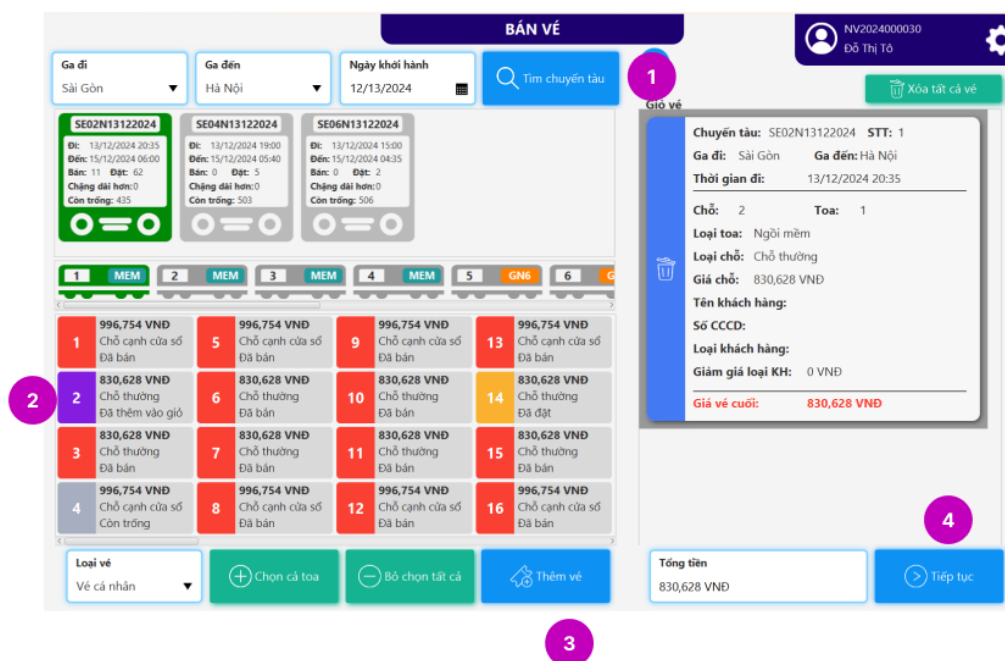 BÁN VÉ
NV2024000030
Đỗ Thị Tô
Ga đi
Sài Gòn
Ga đến
Hà Nội
Ngày khởi hành
12/13/2024
Tìm chuyến tàu
1
Xóa tất cả vé
Giỏ vé
SE02N13122024
Đi: 13/12/2024 20:35
Đến: 15/12/2024 06:00
Bán: 11 Đặt: 62
Chặng dài hơn:0
Còn trống: 435
SE04N13122024
Đi: 13/12/2024 19:00
Đến: 15/12/2024 05:40
Bán: 0 Đặt: 5
Chặng dài hơn:0
Còn trống: 503
SE06N13122024
Đi: 13/12/2024 15:00
Đến: 15/12/2024 04:35
Bán: 0 Đặt: 2
Chặng dài hơn:0
Còn trống: 506
1 MEM
2 MEM
3 MEM
4 MEM
5 GN6
6 G
1
996,754 VNĐ
Chỗ cạnh cửa sổ
Đã bán
5
996,754 VNĐ
Chỗ cạnh cửa sổ
Đã bán
9
996,754 VNĐ
Chỗ cạnh cửa sổ
Đã bán
13
996,754 VNĐ
Chỗ cạnh cửa sổ
Đã bán
2
2
830,628 VNĐ
Chỗ thường
Đã thêm vào giỏ
6
830,628 VNĐ
Chỗ thường
Đã bán
10
830,628 VNĐ
Chỗ thường
Đã bán
14
830,628 VNĐ
Chỗ thường
Đã đặt
3
830,628 VNĐ
Chỗ thường
Đã bán
7
830,628 VNĐ
Chỗ thường
Đã bán
11
830,628 VNĐ
Chỗ thường
Đã bán
15
830,628 VNĐ
Chỗ thường
Đã bán
4
996,754 VNĐ
Chỗ cạnh cửa sổ
Còn trống
8
996,754 VNĐ
Chỗ cạnh cửa sổ
Đã bán
12
996,754 VNĐ
Chỗ cạnh cửa sổ
Đã bán
16
996,754 VNĐ
Chỗ cạnh cửa sổ
Đã bán
Loại vé
Vé cá nhân
Chọn cả toa
Bỏ chọn tất cả
Thêm vé
3
Chuyến tàu: SE02N13122024 STT: 1
Ga đi: Sài Gòn Ga đến: Hà Nội
Thời gian đi: 13/12/2024 20:35
Chỗ: 2 Toa: 1
Loại toa: Ngồi mềm
Loại chỗ: Chỗ thường
Giá chỗ: 830,628 VNĐ
Tên khách hàng:
Số CCCD:
Loại khách hàng:
Giảm giá loại KH: 0 VNĐ
Giá vé cuối: 830,628 VNĐ
4
Tổng tiền
830,628 VNĐ
Tiếp tục